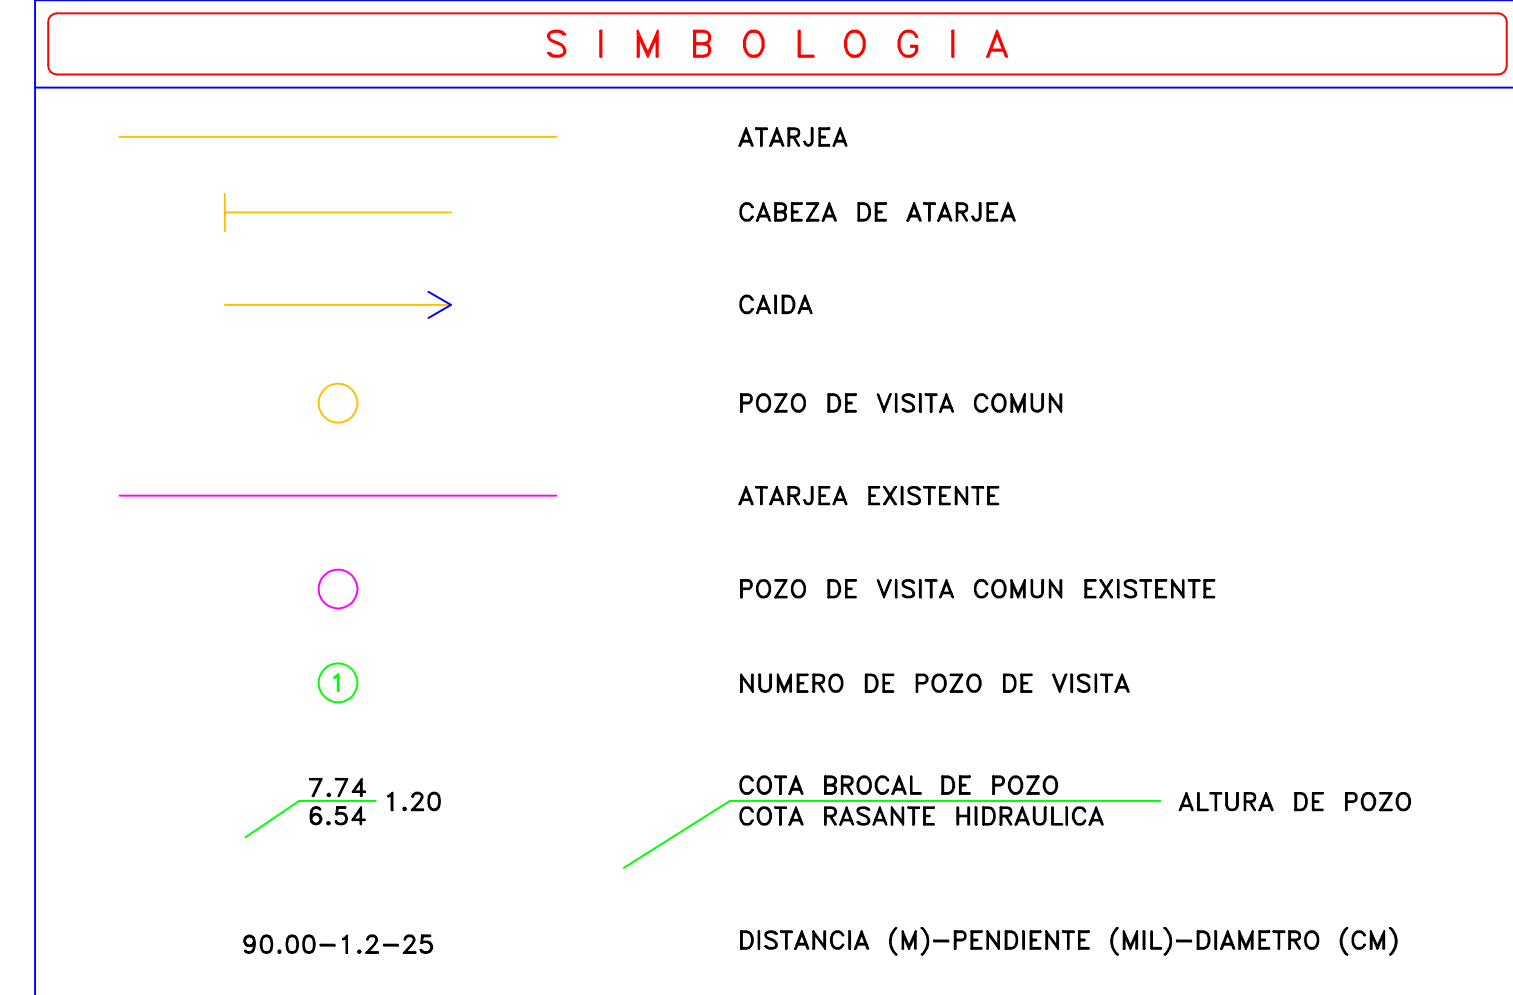 S I M B O L O G I A
ATARJEA
CABEZA DE ATARJEA
CAIDA
POZO DE VISITA COMUN
ATARJEA EXISTENTE
POZO DE VISITA COMUN EXISTENTE
1 NUMERO DE POZO DE VISITA
7.74
6.54
1.20
COTA BROCAL DE POZO
COTA RASANTE HIDRAULICA
ALTURA DE POZO
90.00-1.2-25 DISTANCIA (M)-PENDIENTE (MIL)-DIAMETRO (CM)